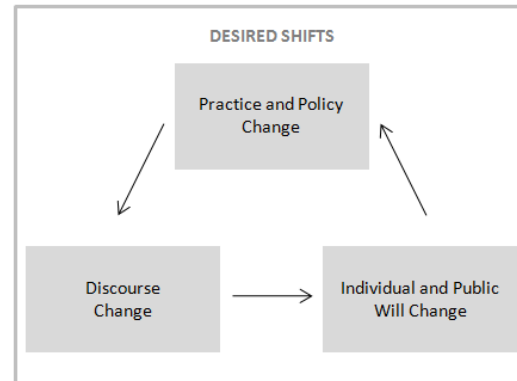 DESIRED SHIFTS
Practice and Policy
Change
Discourse
Change
Individual and Public
Will Change